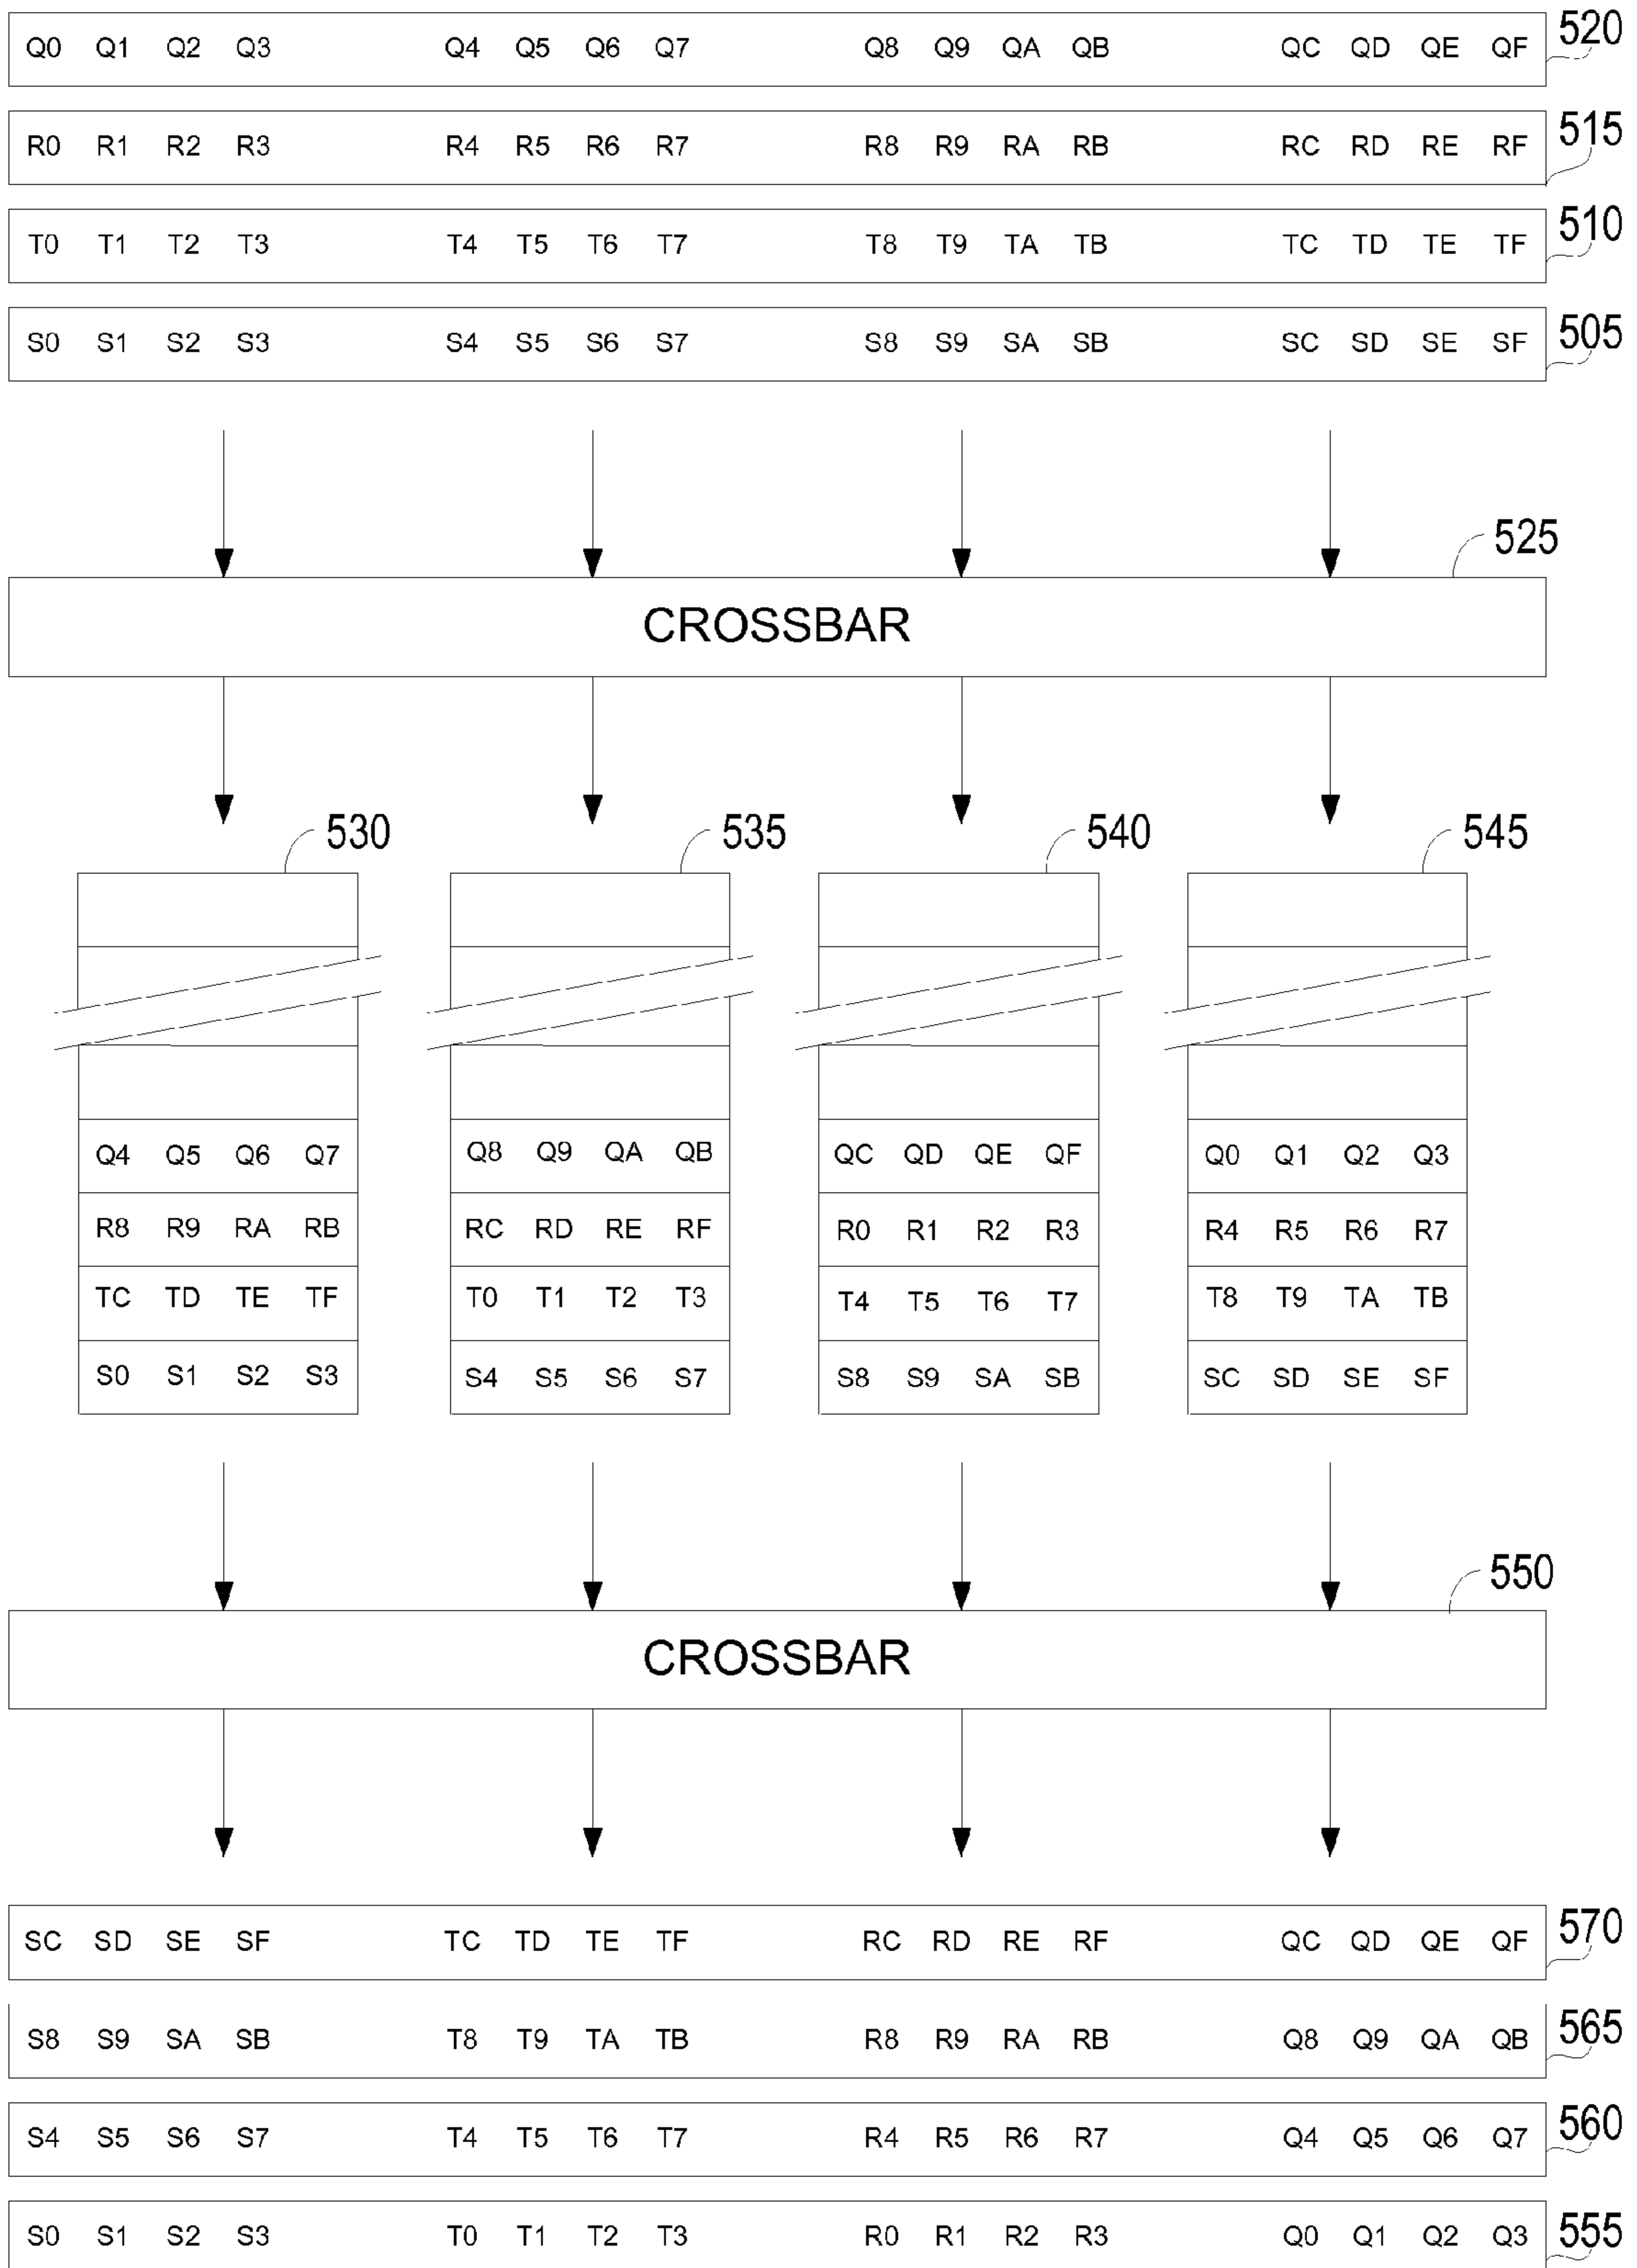 Q0 Q1 Q2 Q3 Q4 Q5 Q6 Q7 Q8 Q9 QA QB QC QD QE QF 520
R0 R1 R2 R3 R4 R5 R6 R7 R8 R9 RA RB RC RD RE RF 515
T0 T1 T2 T3 T4 T5 T6 T7 T8 T9 TA TB TC TD TE TF 510
S0 S1 S2 S3 S4 S5 S6 S7 S8 S9 SA SB SC SD SE SF 505
525
CROSSBAR
530 535 540 545
Q4 Q5 Q6 Q7 Q8 Q9 QA QB QC QD QE QF Q0 Q1 Q2 Q3
R8 R9 RA RB RC RD RE RF R0 R1 R2 R3 R4 R5 R6 R7
TC TD TE TF T0 T1 T2 T3 T4 T5 T6 T7 T8 T9 TA TB
S0 S1 S2 S3 S4 S5 S6 S7 S8 S9 SA SB SC SD SE SF
550
CROSSBAR
SC SD SE SF TC TD TE TF RC RD RE RF QC QD QE QF 570
S8 S9 SA SB T8 T9 TA TB R8 R9 RA RB Q8 Q9 QA QB 565
S4 S5 S6 S7 T4 T5 T6 T7 R4 R5 R6 R7 Q4 Q5 Q6 Q7 560
S0 S1 S2 S3 T0 T1 T2 T3 R0 R1 R2 R3 Q0 Q1 Q2 Q3 555